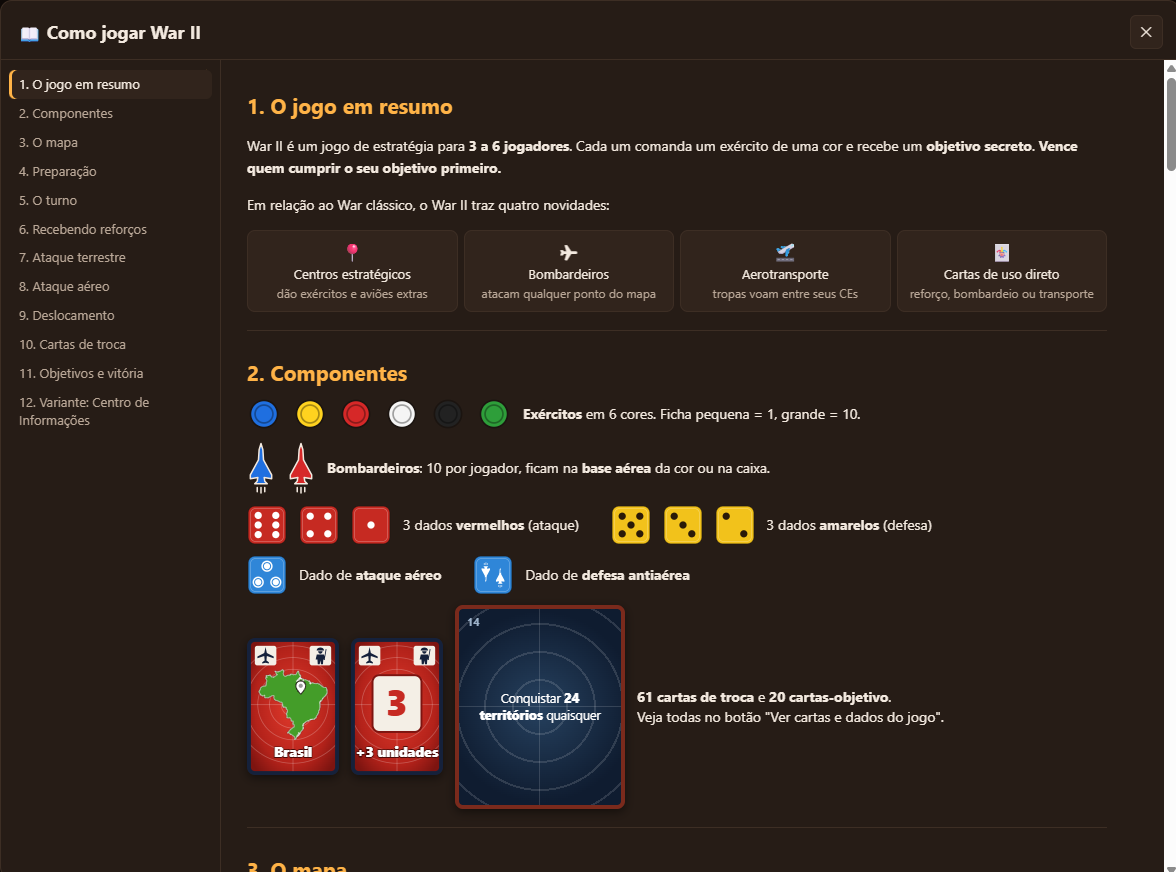 Como jogar War II
1. O jogo em resumo
2. Componentes
3. O mapa
4. Preparação
5. O turno
6. Recebendo reforços
7. Ataque terrestre
8. Ataque aéreo
9. Deslocamento
10. Cartas de troca
11. Objetivos e vitória
12. Variante: Centro de
Informações
1. O jogo em resumo
War II é um jogo de estratégia para 3 a 6 jogadores. Cada um comanda um exército de uma cor e recebe um objetivo secreto. Vence
quem cumprir o seu objetivo primeiro.
Em relação ao War clássico, o War II traz quatro novidades:
Centros estratégicos
dão exércitos e aviões extras
Bombardeiros
atacam qualquer ponto do mapa
Aerotransporte
tropas voam entre seus CEs
Cartas de uso direto
reforço, bombardeio ou transporte
2. Componentes
Exércitos em 6 cores. Ficha pequena = 1, grande = 10.
Bombardeiros: 10 por jogador, ficam na base aérea da cor ou na caixa.
3 dados vermelhos (ataque)
3 dados amarelos (defesa)
Dado de ataque aéreo
Dado de defesa antiaérea
Brasil
3
+3 unidades
14
Conquistar 24
territórios quaisquer
61 cartas de troca e 20 cartas-objetivo.
Veja todas no botão "Ver cartas e dados do jogo".
3. O mapa